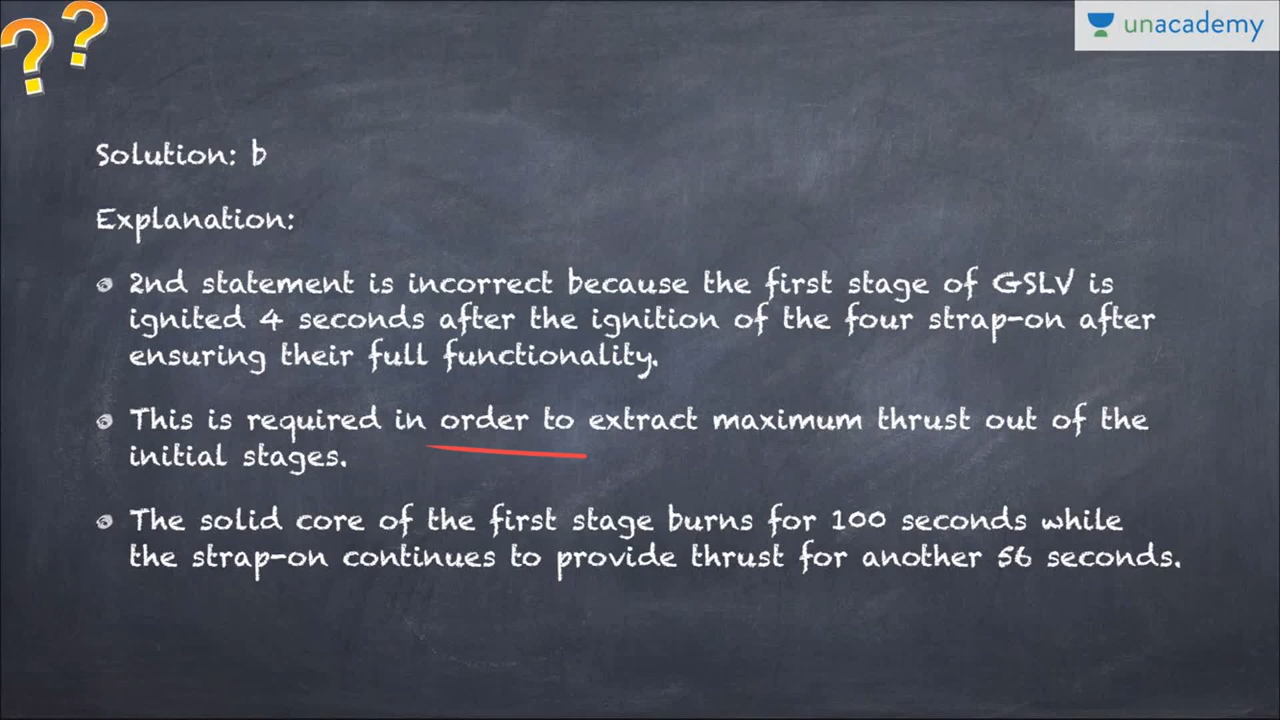 ??
unacademy
Solution: b
Explanation:
2nd statement is incorrect because the first stage of GSLV is
ignited 4 seconds after the ignition of the four strap-on after
ensuring their full functionality.
This is required in order to extract maximum thrust out of the
initial stages.
The solid core of the first stage burns for 100 seconds while
the strap-on continues to provide thrust for another 56 seconds.